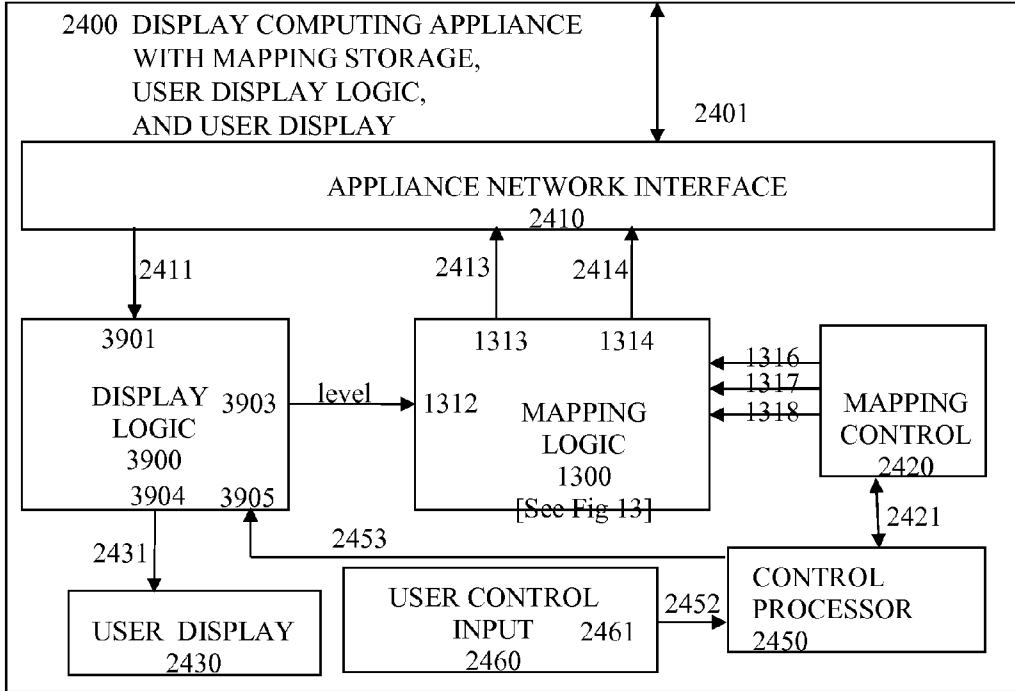 2400 DISPLAY COMPUTING APPLIANCE
WITH MAPPING STORAGE,
USER DISPLAY LOGIC,
AND USER DISPLAY
2401
APPLIANCE NETWORK INTERFACE
2410
2411
2413
2414
3901
DISPLAY
LOGIC
3900
3903
3904
3905
level
1313
1314
1312
MAPPING
LOGIC
1300
[See Fig 13]
1316
1317
1318
MAPPING
CONTROL
2420
2421
2431
2453
USER DISPLAY
2430
USER CONTROL
INPUT
2461
2460
2452
CONTROL
PROCESSOR
2450